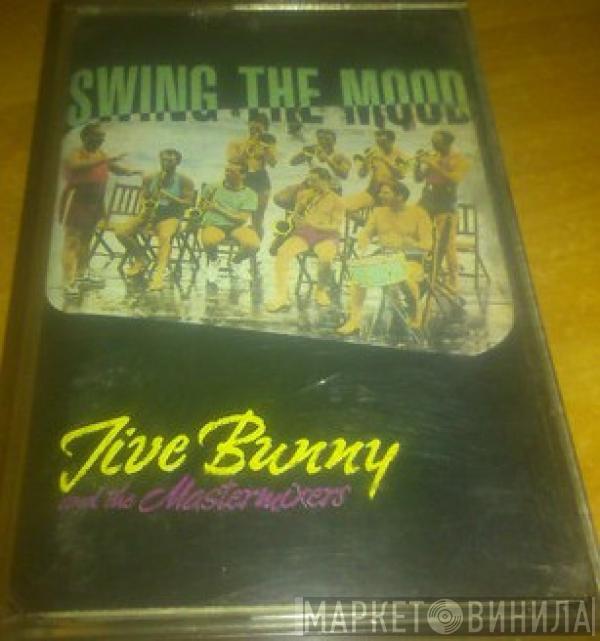 SWING THE MOOD
Jive Bunny
and the Mastermixers
МАРКЕТ ВИНИЛА